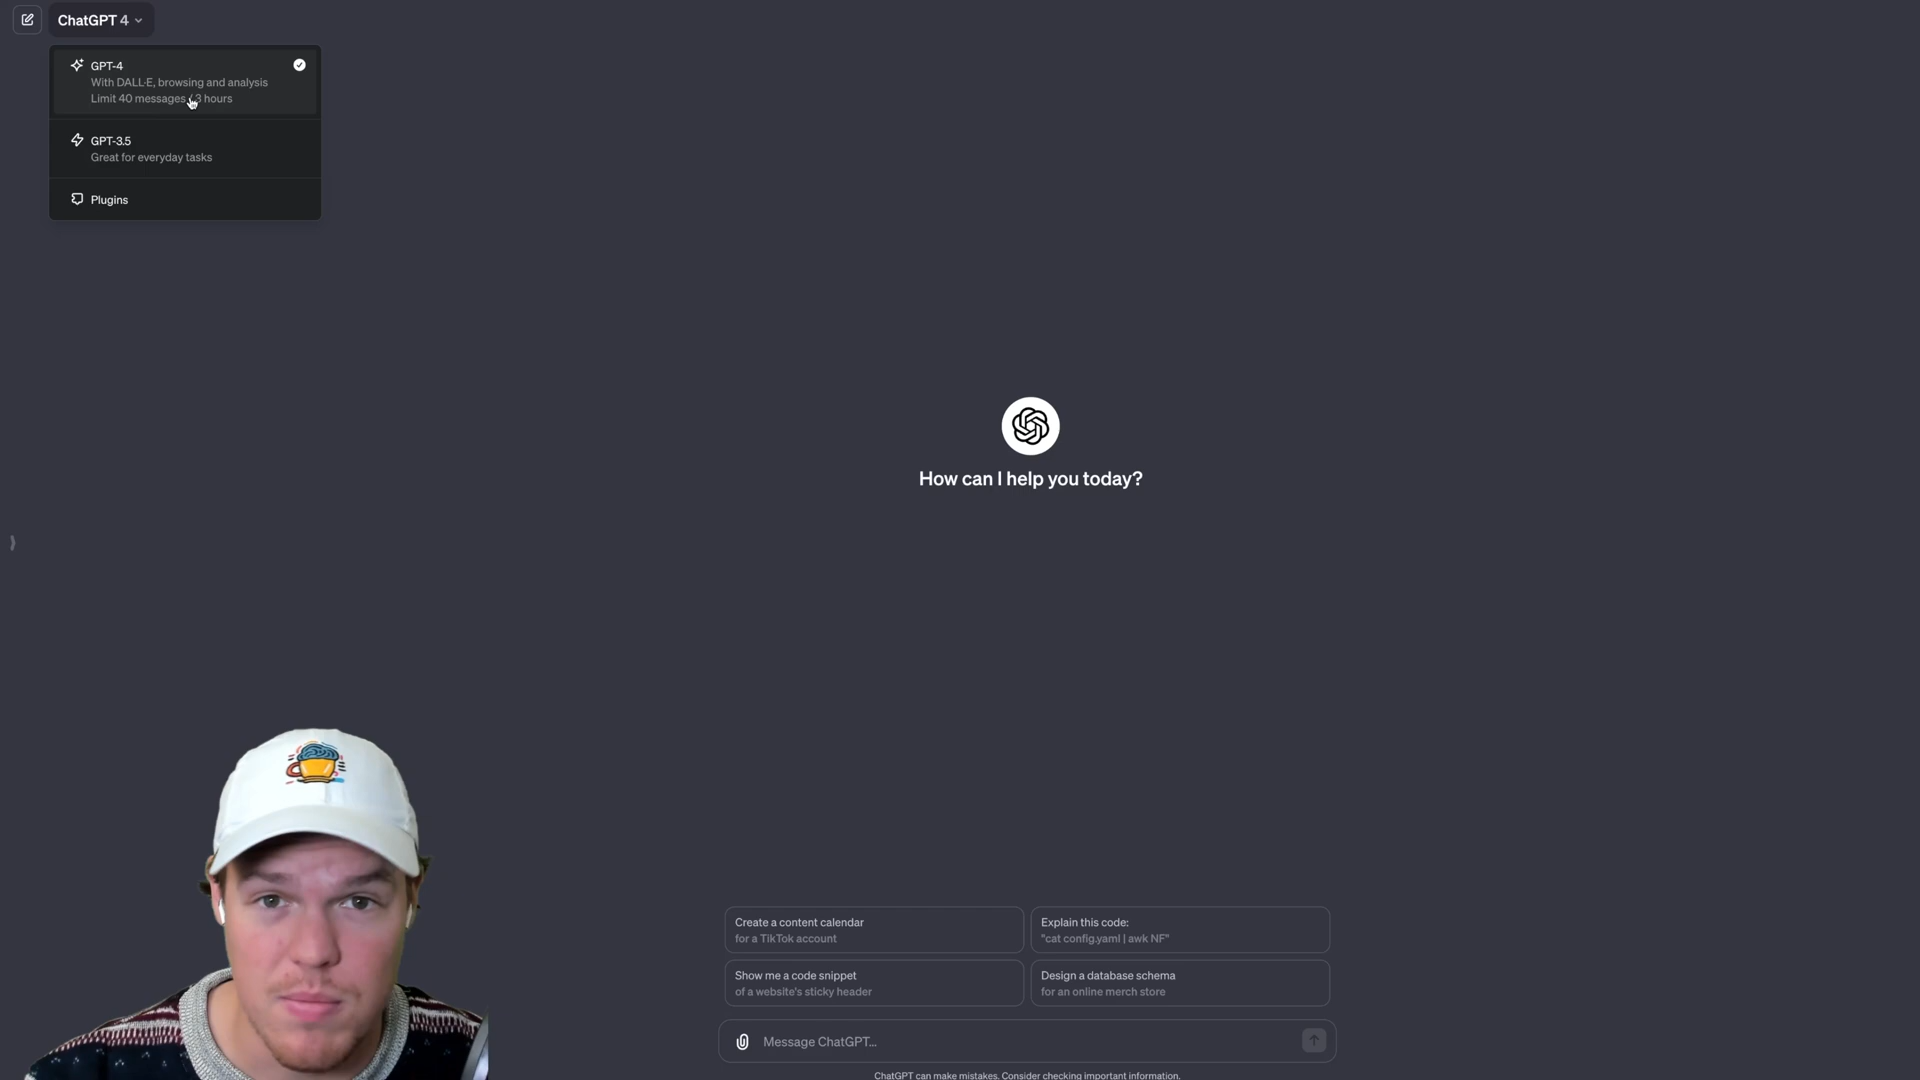 ChatGPT 4
GPT-4
With DALL·E, browsing and analysis
Limit 40 messages / 3 hours
GPT-3.5
Great for everyday tasks
Plugins
How can I help you today?
Create a content calendar
for a TikTok account
Explain this code:
"cat config.yaml | awk NF"
Show me a code snippet
of a website's sticky header
Design a database schema
for an online merch store
Message ChatGPT...
ChatGPT can make mistakes. Consider checking important information.